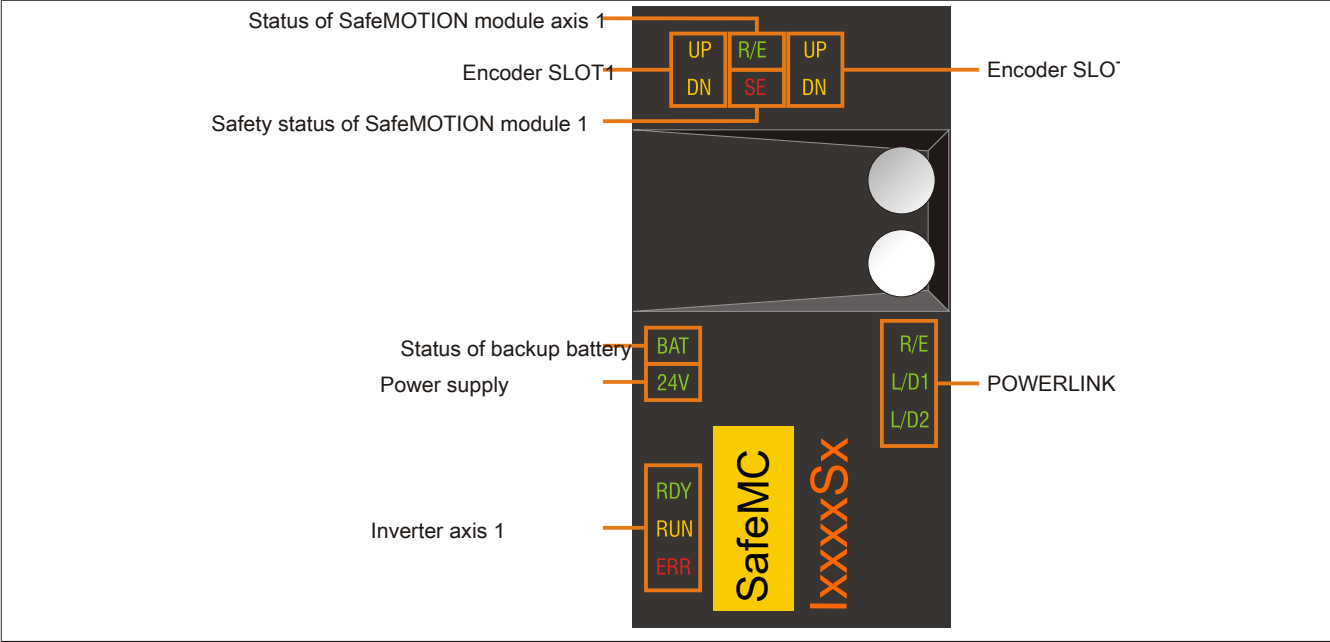 Status of SafeMOTION module axis 1
UP R/E UP
Encoder SLOT1
Encoder
DN SE DN
Safety status of SafeMOTION module 1
Status of backup battery
BAT
R/E
Power supply
24V
L/D1
POWERLINK
L/D2
SafeMC
IxxxxSx
RDY
Inverter axis 1
RUN
ERR